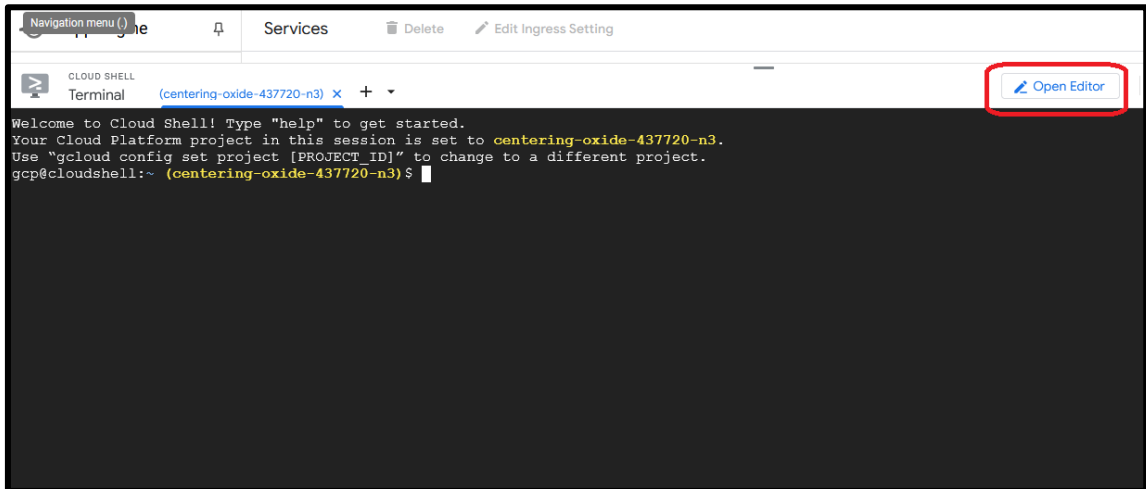 Navigation menu (.)
Services
Delete
Edit Ingress Setting
CLOUD SHELL
Terminal
(centering-oxide-437720-n3) × + ▾
Open Editor
Welcome to Cloud Shell! Type "help" to get started.
Your Cloud Platform project in this session is set to centering-oxide-437720-n3.
Use “gcloud config set project [PROJECT_ID]” to change to a different project.
gcp@cloudshell:~ (centering-oxide-437720-n3)$